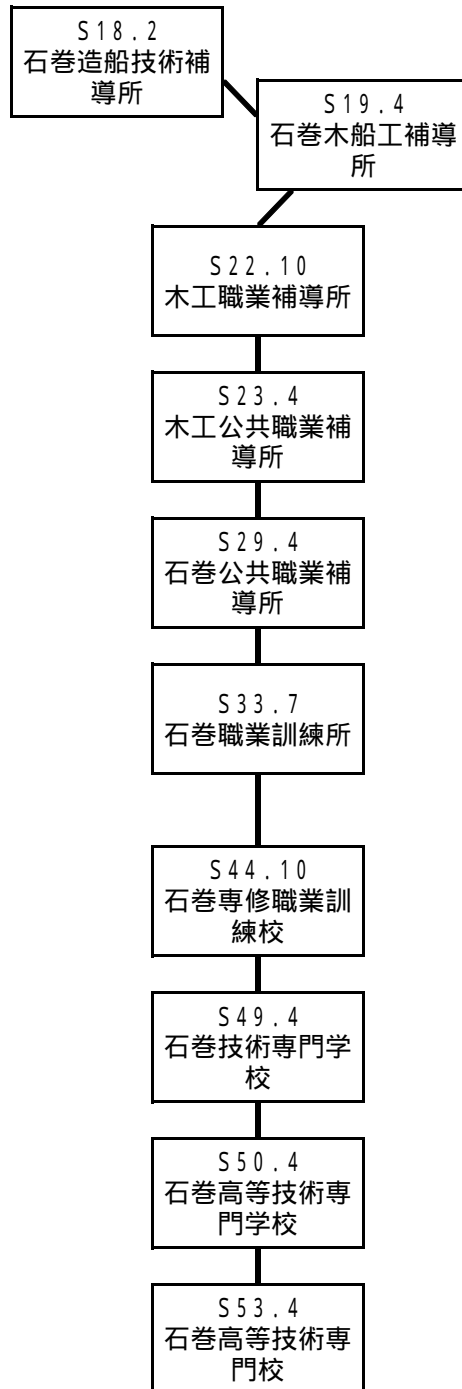 S18.2
石巻造船技術補
導所
S19.4
石巻木船工補導
所
S22.10
木工職業補導所
S23.4
木工公共職業補
導所
S29.4
石巻公共職業補
導所
S33.7
石巻職業訓練所
S44.10
石巻専修職業訓
練校
S49.4
石巻技術専門学
校
S50.4
石巻高等技術専
門学校
S53.4
石巻高等技術専
門校